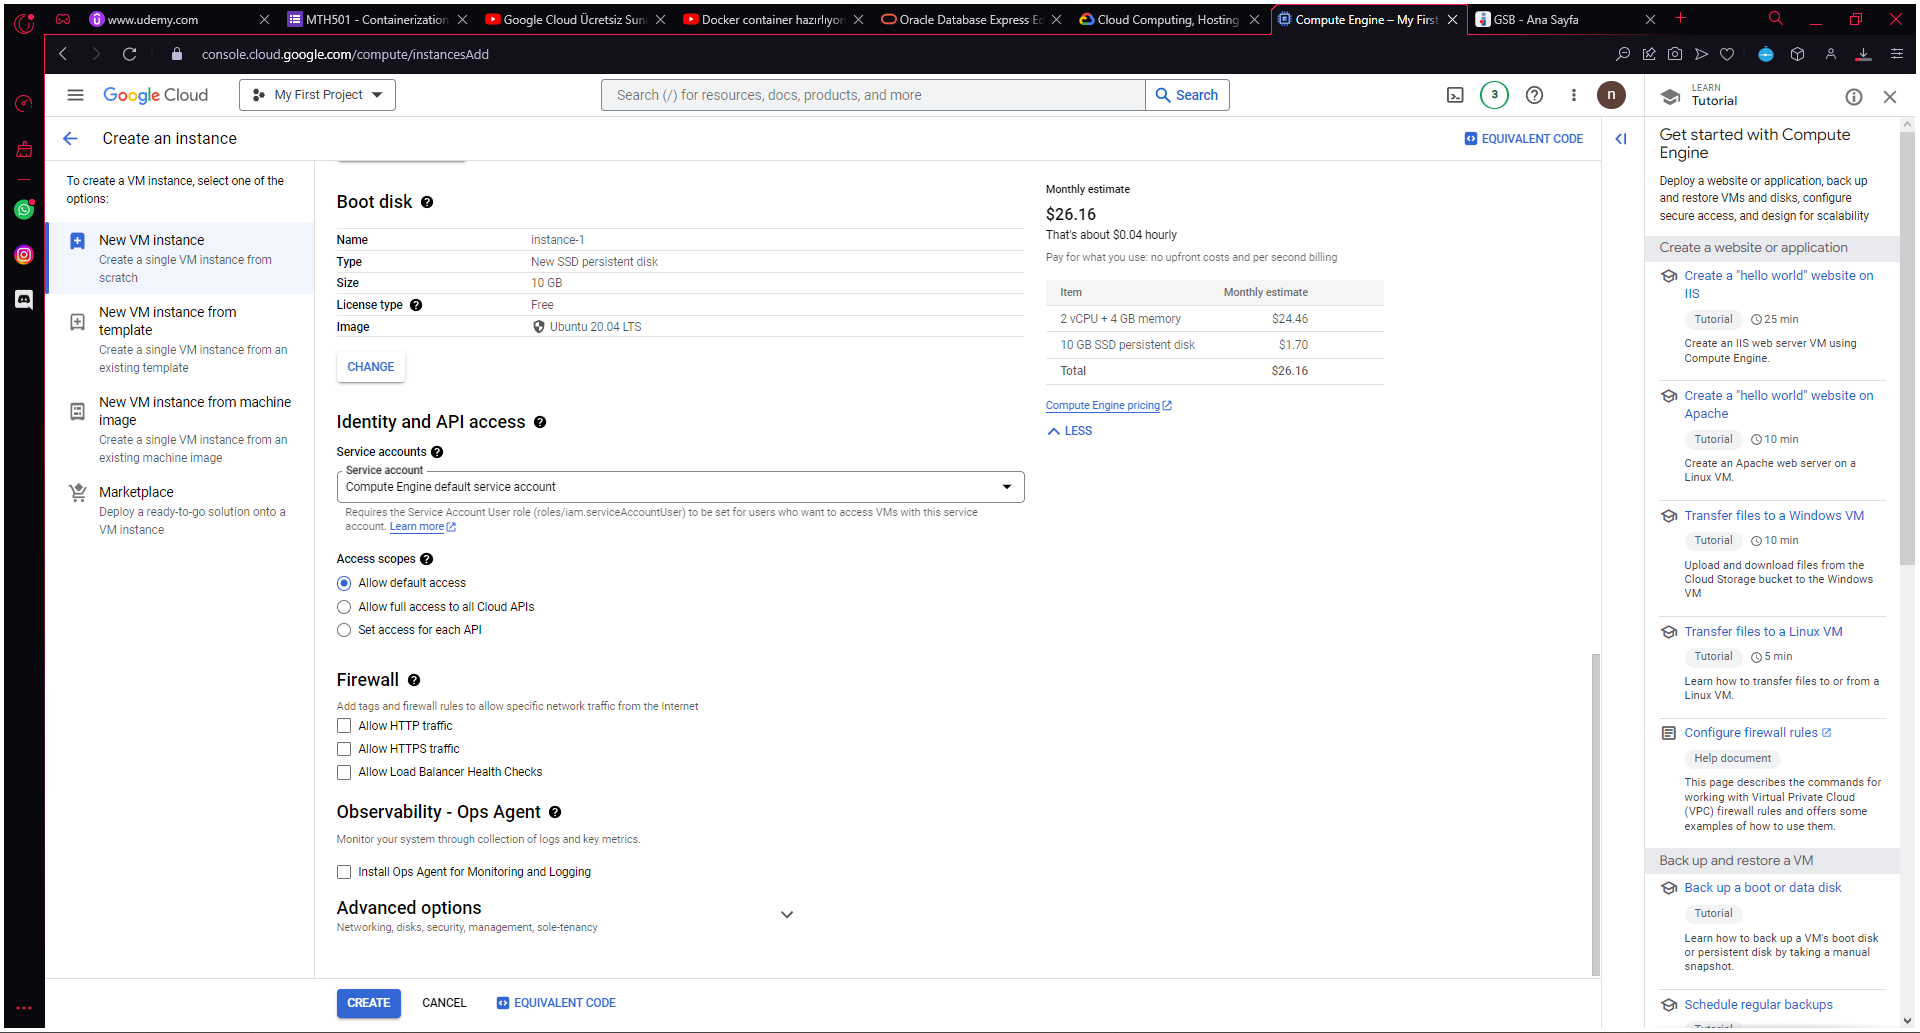 www.udemy.com
MTH501 - Containerization
Google Cloud Ücretsiz Sun
Docker container hazırlıyor
Oracle Database Express Ed
Cloud Computing, Hosting
Compute Engine – My First
GSB - Ana Sayfa
console.cloud.google.com/compute/instancesAdd
Google Cloud
My First Project
Search (/) for resources, docs, products, and more
Search
3
n
LEARN
Tutorial
Create an instance
EQUIVALENT CODE
To create a VM instance, select one of the
options:
New VM instance
Create a single VM instance from
scratch
New VM instance from
template
Create a single VM instance from an
existing template
New VM instance from machine
image
Create a single VM instance from an
existing machine image
Marketplace
Deploy a ready-to-go solution onto a
VM instance
Boot disk
Name instance-1
Type New SSD persistent disk
Size 10 GB
License type Free
Image Ubuntu 20.04 LTS
CHANGE
Identity and API access
Service accounts
Service account
Compute Engine default service account
Requires the Service Account User role (roles/iam.serviceAccountUser) to be set for users who want to access VMs with this service
account. Learn more
Access scopes
Allow default access
Allow full access to all Cloud APIs
Set access for each API
Firewall
Add tags and firewall rules to allow specific network traffic from the Internet
Allow HTTP traffic
Allow HTTPS traffic
Allow Load Balancer Health Checks
Observability - Ops Agent
Monitor your system through collection of logs and key metrics.
Install Ops Agent for Monitoring and Logging
Advanced options
Networking, disks, security, management, sole-tenancy
CREATE
CANCEL
EQUIVALENT CODE
Monthly estimate
$26.16
That's about $0.04 hourly
Pay for what you use: no upfront costs and per second billing
Item Monthly estimate
2 vCPU + 4 GB memory $24.46
10 GB SSD persistent disk $1.70
Total $26.16
Compute Engine pricing
LESS
Get started with Compute
Engine
Deploy a website or application, back up
and restore VMs and disks, configure
secure access, and design for scalability
Create a website or application
Create a "hello world" website on
IIS
Tutorial 25 min
Create an IIS web server VM using
Compute Engine.
Create a "hello world" website on
Apache
Tutorial 10 min
Create an Apache web server on a
Linux VM.
Transfer files to a Windows VM
Tutorial 10 min
Upload and download files from the
Cloud Storage bucket to the Windows
VM
Transfer files to a Linux VM
Tutorial 5 min
Learn how to transfer files to or from a
Linux VM.
Configure firewall rules
Help document
This page describes the commands for
working with Virtual Private Cloud
(VPC) firewall rules and offers some
examples of how to use them.
Back up and restore a VM
Back up a boot or data disk
Tutorial
Learn how to back up a VM's boot disk
or persistent disk by taking a manual
snapshot.
Schedule regular backups
Tutorial